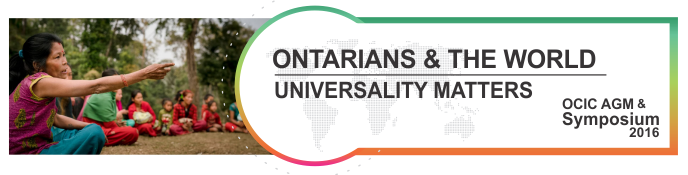 ONTARIANS & THE WORLD
UNIVERSALITY MATTERS
OCIC AGM &
Symposium
2016